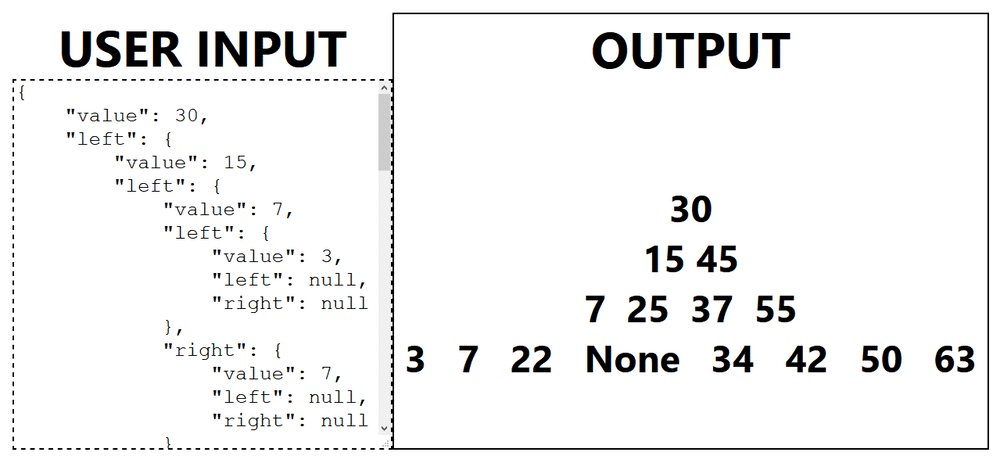 USER INPUT
{
    "value": 30,
    "left": {
        "value": 15,
        "left": {
            "value": 7,
            "left": {
                "value": 3,
                "left": null,
                "right": null
            },
            "right": {
                "value": 7,
                "left": null,
                "right": null
            }
OUTPUT
30
15 45
7 25 37 55
3 7 22 None 34 42 50 63